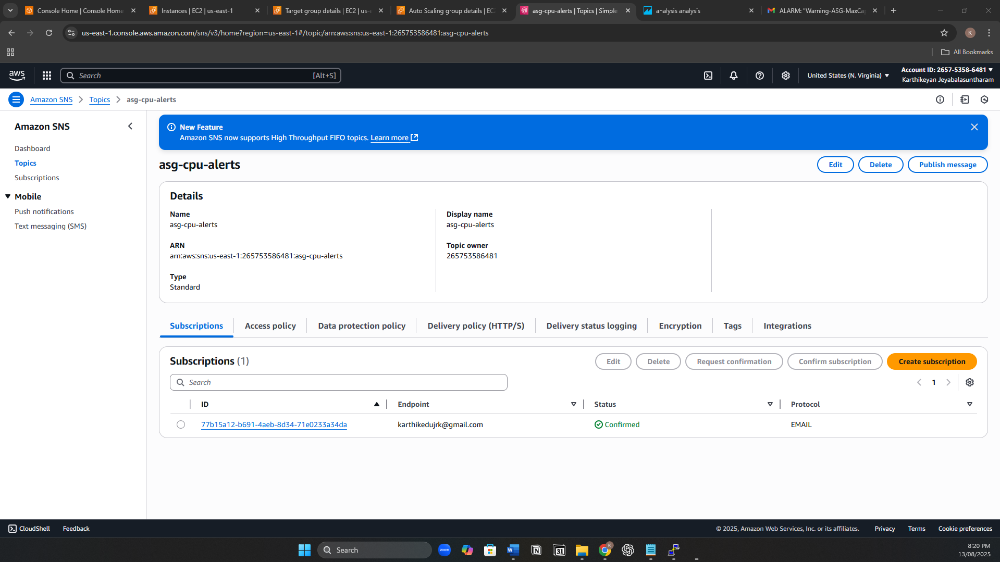 Console Home | Console Home
Instances | EC2 | us-east-1
Target group details | EC2 | us-e
Auto Scaling group details | EC2
asg-cpu-alerts | Topics | Simple
analysis analysis
ALARM: "Warning-ASG-MaxCap
us-east-1.console.aws.amazon.com/sns/v3/home?region=us-east-1#/topic/arn:aws:sns:us-east-1:265753586481:asg-cpu-alerts
K
All Bookmarks
aws
Search
[Alt+S]
United States (N. Virginia)
Account ID: 2657-5358-6481
Karthikeyan Jeyabalasuntharam
Amazon SNS
Topics
asg-cpu-alerts
Amazon SNS
Dashboard
Topics
Subscriptions
Mobile
Push notifications
Text messaging (SMS)
New Feature
Amazon SNS now supports High Throughput FIFO topics. Learn more
asg-cpu-alerts
Edit
Delete
Publish message
Details
Name
asg-cpu-alerts
ARN
arn:aws:sns:us-east-1:265753586481:asg-cpu-alerts
Type
Standard
Display name
asg-cpu-alerts
Topic owner
265753586481
Subscriptions
Access policy
Data protection policy
Delivery policy (HTTP/S)
Delivery status logging
Encryption
Tags
Integrations
Subscriptions (1)
Edit
Delete
Request confirmation
Confirm subscription
Create subscription
Search
1
ID
Endpoint
Status
Protocol
77b15a12-b691-4aeb-8d34-71e0233a34da
karthikedujrk@gmail.com
Confirmed
EMAIL
CloudShell
Feedback
© 2025, Amazon Web Services, Inc. or its affiliates.
Privacy
Terms
Cookie preferences
Search
zoom
W
N
31
K
8:20 PM
13/08/2025